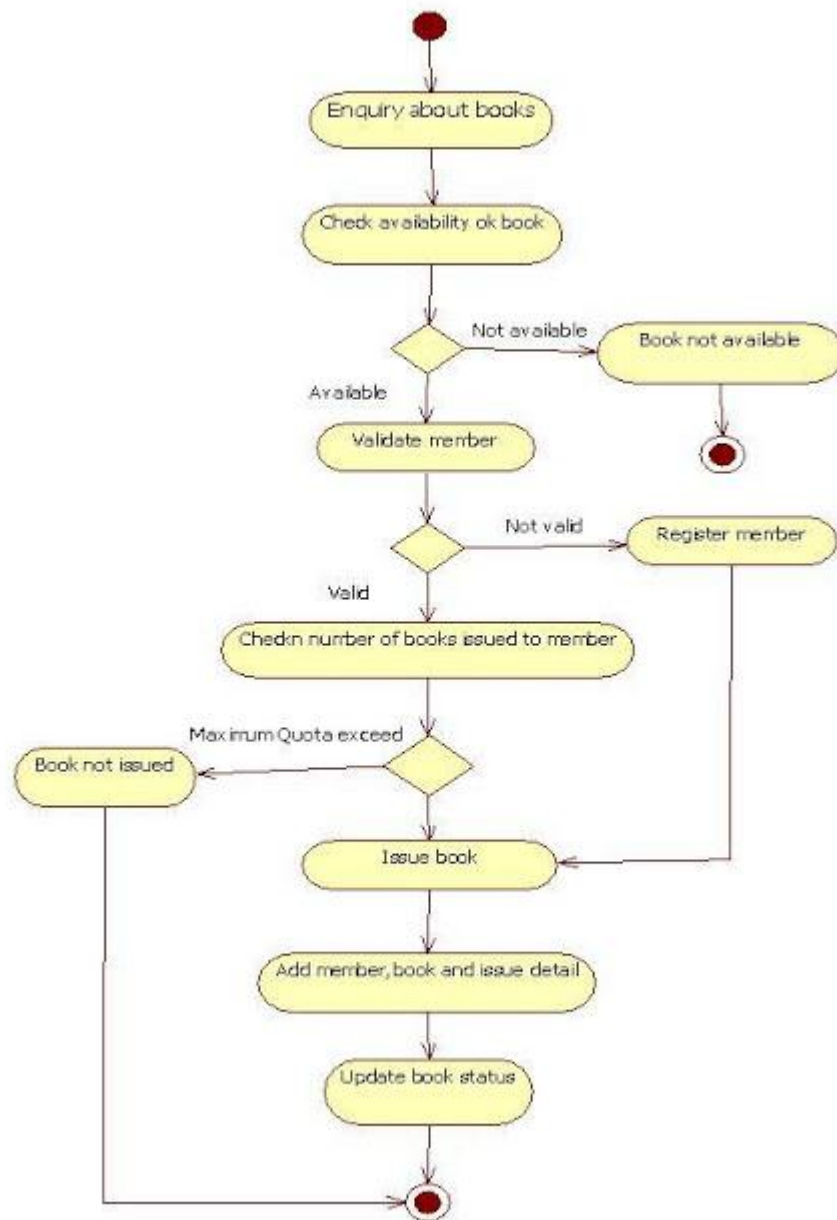 Enquiry about books
Check availability ok book
Not available
Book not available
Available
Validate member
Not valid
Register member
Valid
Checkn number of books issued to member
Maximum Quota exceed
Book not issued
Issue book
Add member,book and issue detail
Update book status